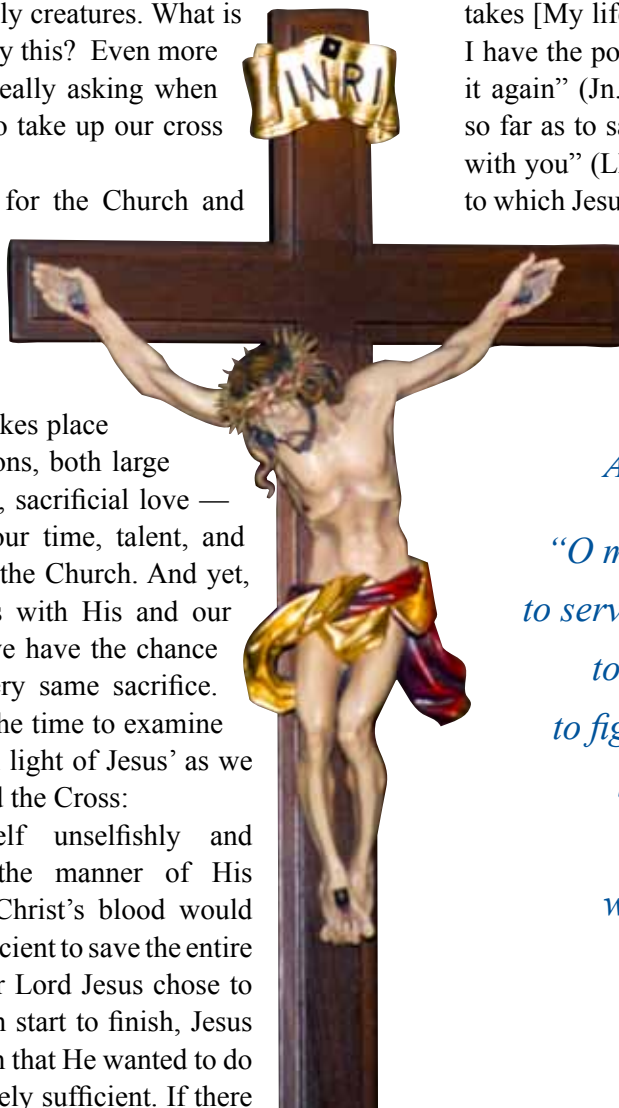 ly creatures. What is
y this? Even more
eally asking when
o take up our cross
for the Church and
INRI
kes place
ons, both large
, sacrificial love —
our time, talent, and
the Church. And yet,
s with His and our
ve have the chance
ery same sacrifice.
he time to examine
light of Jesus’ as we
d the Cross:
elf unselfishly and
the manner of His
Christ’s blood would
cient to save the entire
r Lord Jesus chose to
n start to finish, Jesus
n that He wanted to do
ely sufficient. If there
takes [My life
I have the po
it again” (Jn.
so far as to sa
with you” (L
to which Jesu
A
“O m
to serv
to
to fig
w